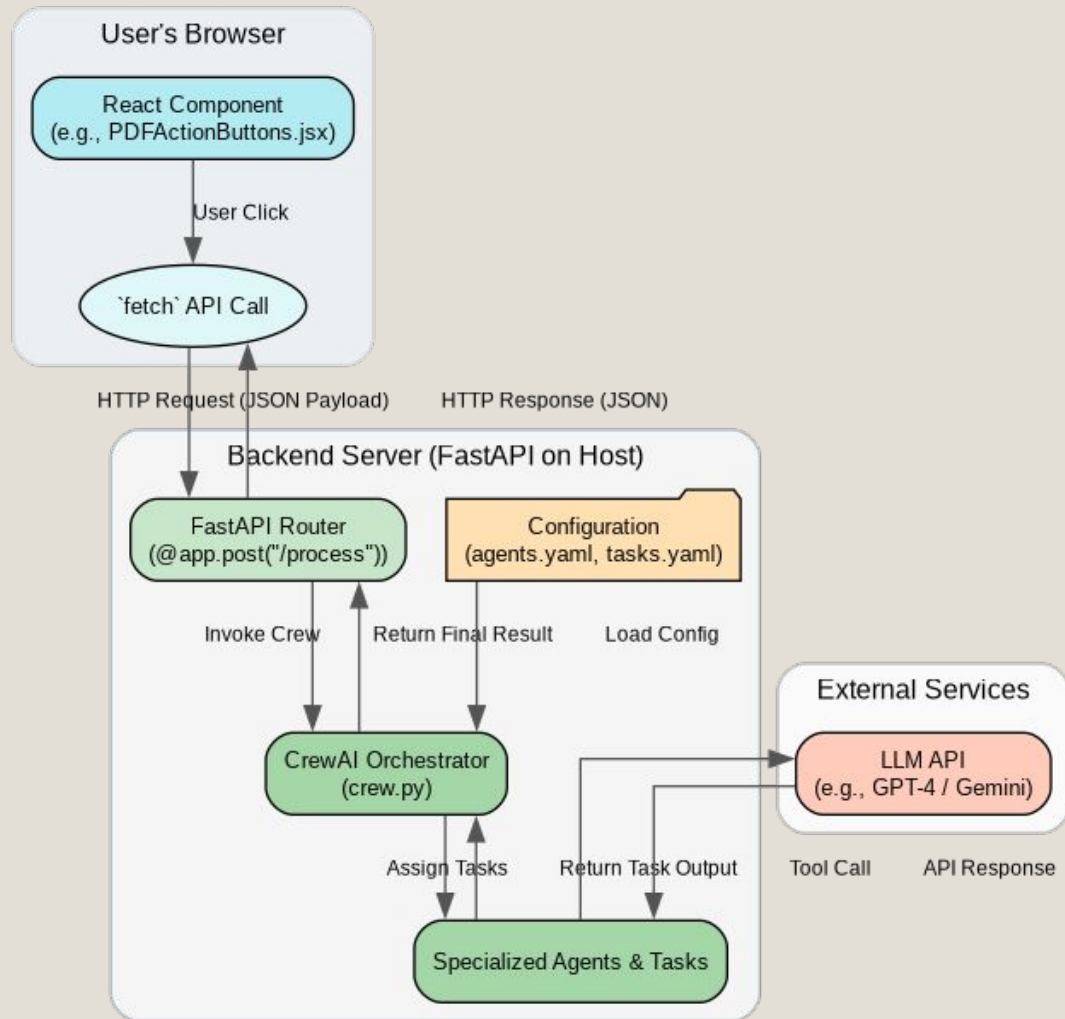 User's Browser
React Component
(e.g., PDFActionButtons.jsx)
User Click
`fetch` API Call
HTTP Request (JSON Payload)
HTTP Response (JSON)
Backend Server (FastAPI on Host)
FastAPI Router
(@app.post("/process"))
Configuration
(agents.yaml, tasks.yaml)
Invoke Crew
Return Final Result
Load Config
External Services
CrewAI Orchestrator
(crew.py)
LLM API
(e.g., GPT-4 / Gemini)
Assign Tasks
Return Task Output
Tool Call
API Response
Specialized Agents & Tasks